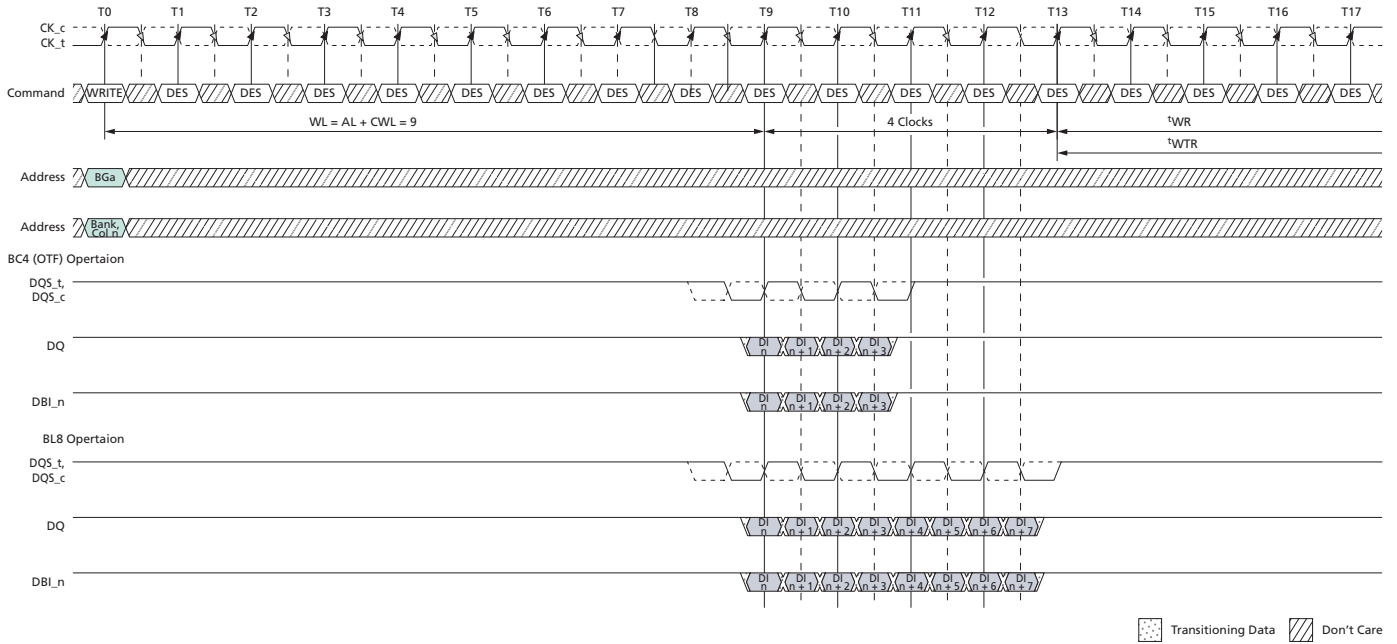 T0 T1 T2 T3 T4 T5 T6 T7 T8 T9 T10 T11 T12 T13 T14 T15 T16 T17
CK_c
CK_t
Command WRITE DES DES DES DES DES DES DES DES DES DES DES DES DES DES DES DES DES
WL = AL + CWL = 9 4 Clocks tWR
tWTR
Address BGa
Address Bank, Col n
BC4 (OTF) Opertaion
DQS_t,
DQS_c
DQ DI n DI n + 1 DI n + 2 DI n + 3
DBI_n DI n DI n + 1 DI n + 2 DI n + 3
BL8 Opertaion
DQS_t,
DQS_c
DQ DI n DI n + 1 DI n + 2 DI n + 3 DI n + 4 DI n + 5 DI n + 6 DI n + 7
DBI_n DI n DI n + 1 DI n + 2 DI n + 3 DI n + 4 DI n + 5 DI n + 6 DI n + 7
Transitioning Data Don't Care